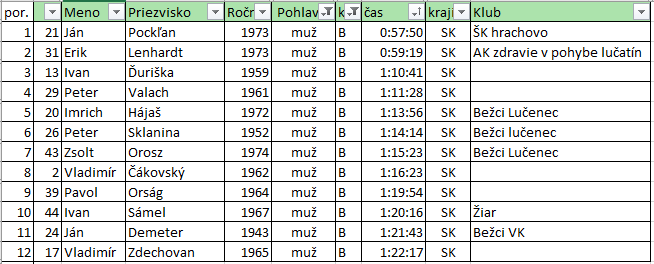 por. Meno Priezvisko Ročn Pohlav k čas kraji Klub
1 21 Ján Pockľan 1973 muž B 0:57:50 SK ŠK hrachovo
2 31 Erik Lenhardt 1973 muž B 0:59:19 SK AK zdravie v pohybe lučatín
3 13 Ivan Ďuriška 1959 muž B 1:10:41 SK
4 29 Peter Valach 1961 muž B 1:11:28 SK
5 20 Imrich Hájaš 1972 muž B 1:13:56 SK Bežci Lučenec
6 26 Peter Sklanina 1952 muž B 1:14:14 SK Bežci lučenec
7 43 Zsolt Orosz 1974 muž B 1:15:23 SK Bežci Lučenec
8 2 Vladimír Čákovský 1962 muž B 1:16:23 SK
9 39 Pavol Orság 1964 muž B 1:19:54 SK
10 44 Ivan Sámel 1967 muž B 1:20:16 SK Žiar
11 24 Ján Demeter 1943 muž B 1:21:43 SK Bežci VK
12 17 Vladimír Zdechovan 1965 muž B 1:22:17 SK